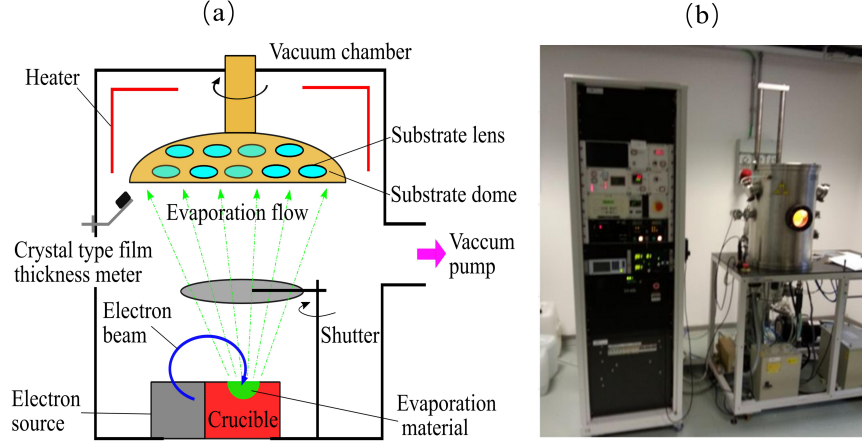 (a)
(b)
Vacuum chamber
Heater
Substrate lens
Substrate dome
Evaporation flow
Crystal type film
thickness meter
Vaccum
pump
Electron
beam
Shutter
Electron
source
Crucible
Evaporation
material